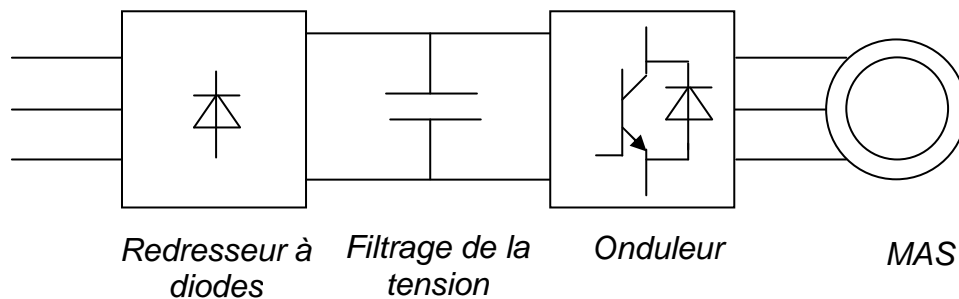 Redresseur à
diodes
Filtrage de la
tension
Onduleur
MAS